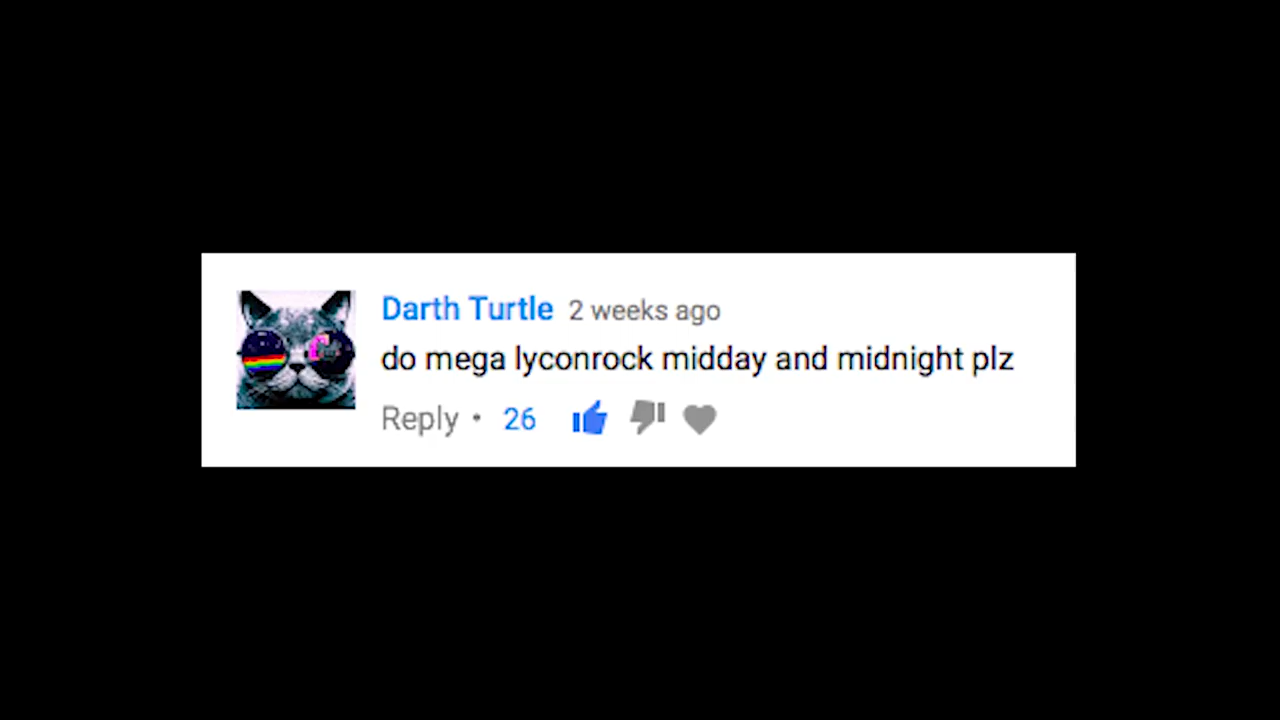 Darth Turtle 2 weeks ago
do mega lyconrock midday and midnight plz
Reply • 26